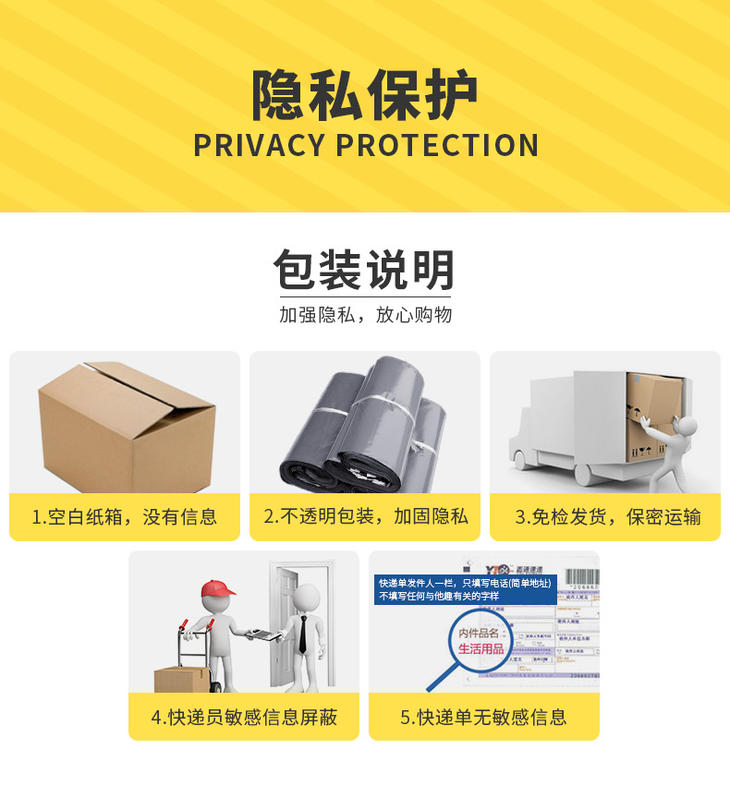 隐私保护
PRIVACY PROTECTION
包装说明
加强隐私，放心购物
1.空白纸箱，没有信息
2.不透明包装，加固隐私
3.免检发货，保密运输
快递单发件人一栏，只填写电话(简单地址)
不填写任何与他趣有关的字样
内件品名：
生活用品
4.快递员敏感信息屏蔽
5.快递单无敏感信息